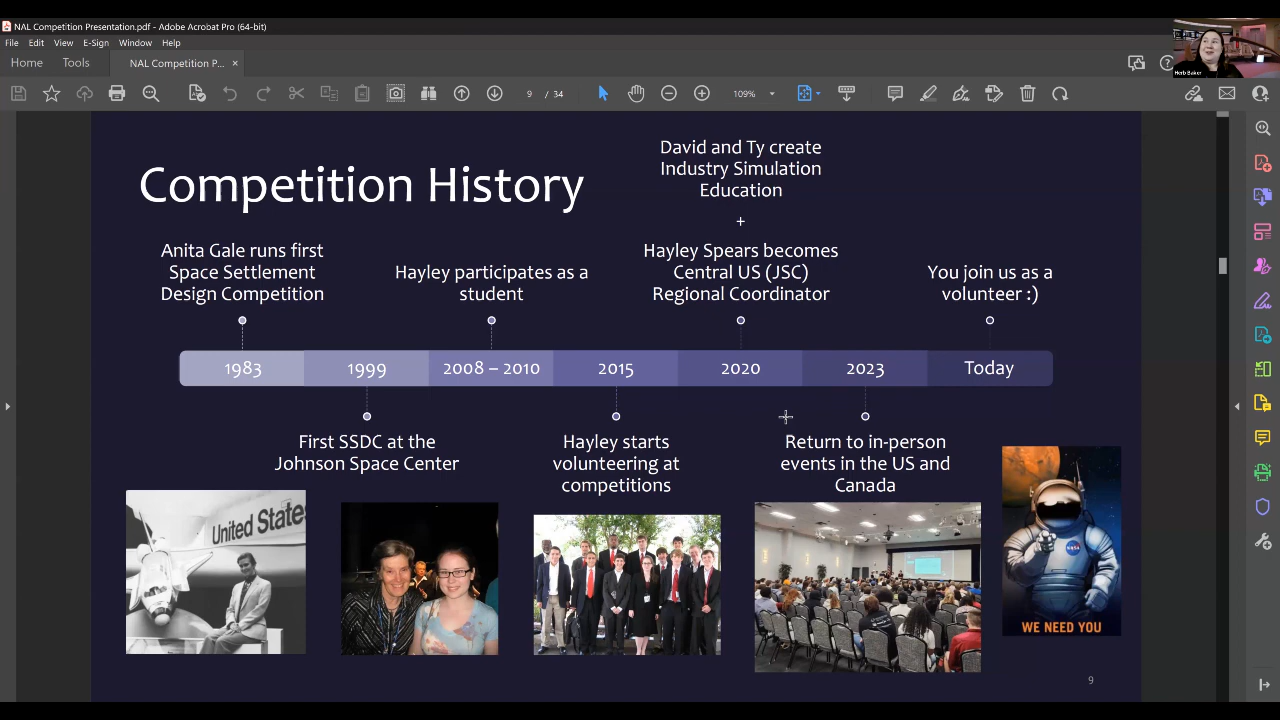 NAL Competition Presentation.pdf - Adobe Acrobat Pro (64-bit)
File Edit View E-Sign Window Help
Home Tools NAL Competition P... ×
9 / 34 109%
Herb Baker
Competition History
David and Ty create
Industry Simulation
Education
+
Anita Gale runs first
Space Settlement
Design Competition
Hayley participates as a
student
Hayley Spears becomes
Central US (JSC)
Regional Coordinator
You join us as a
volunteer :)
1983 1999 2008 – 2010 2015 2020 2023 Today
First SSDC at the
Johnson Space Center
Hayley starts
volunteering at
competitions
Return to in-person
events in the US and
Canada
United States
NASA
WE NEED YOU
9